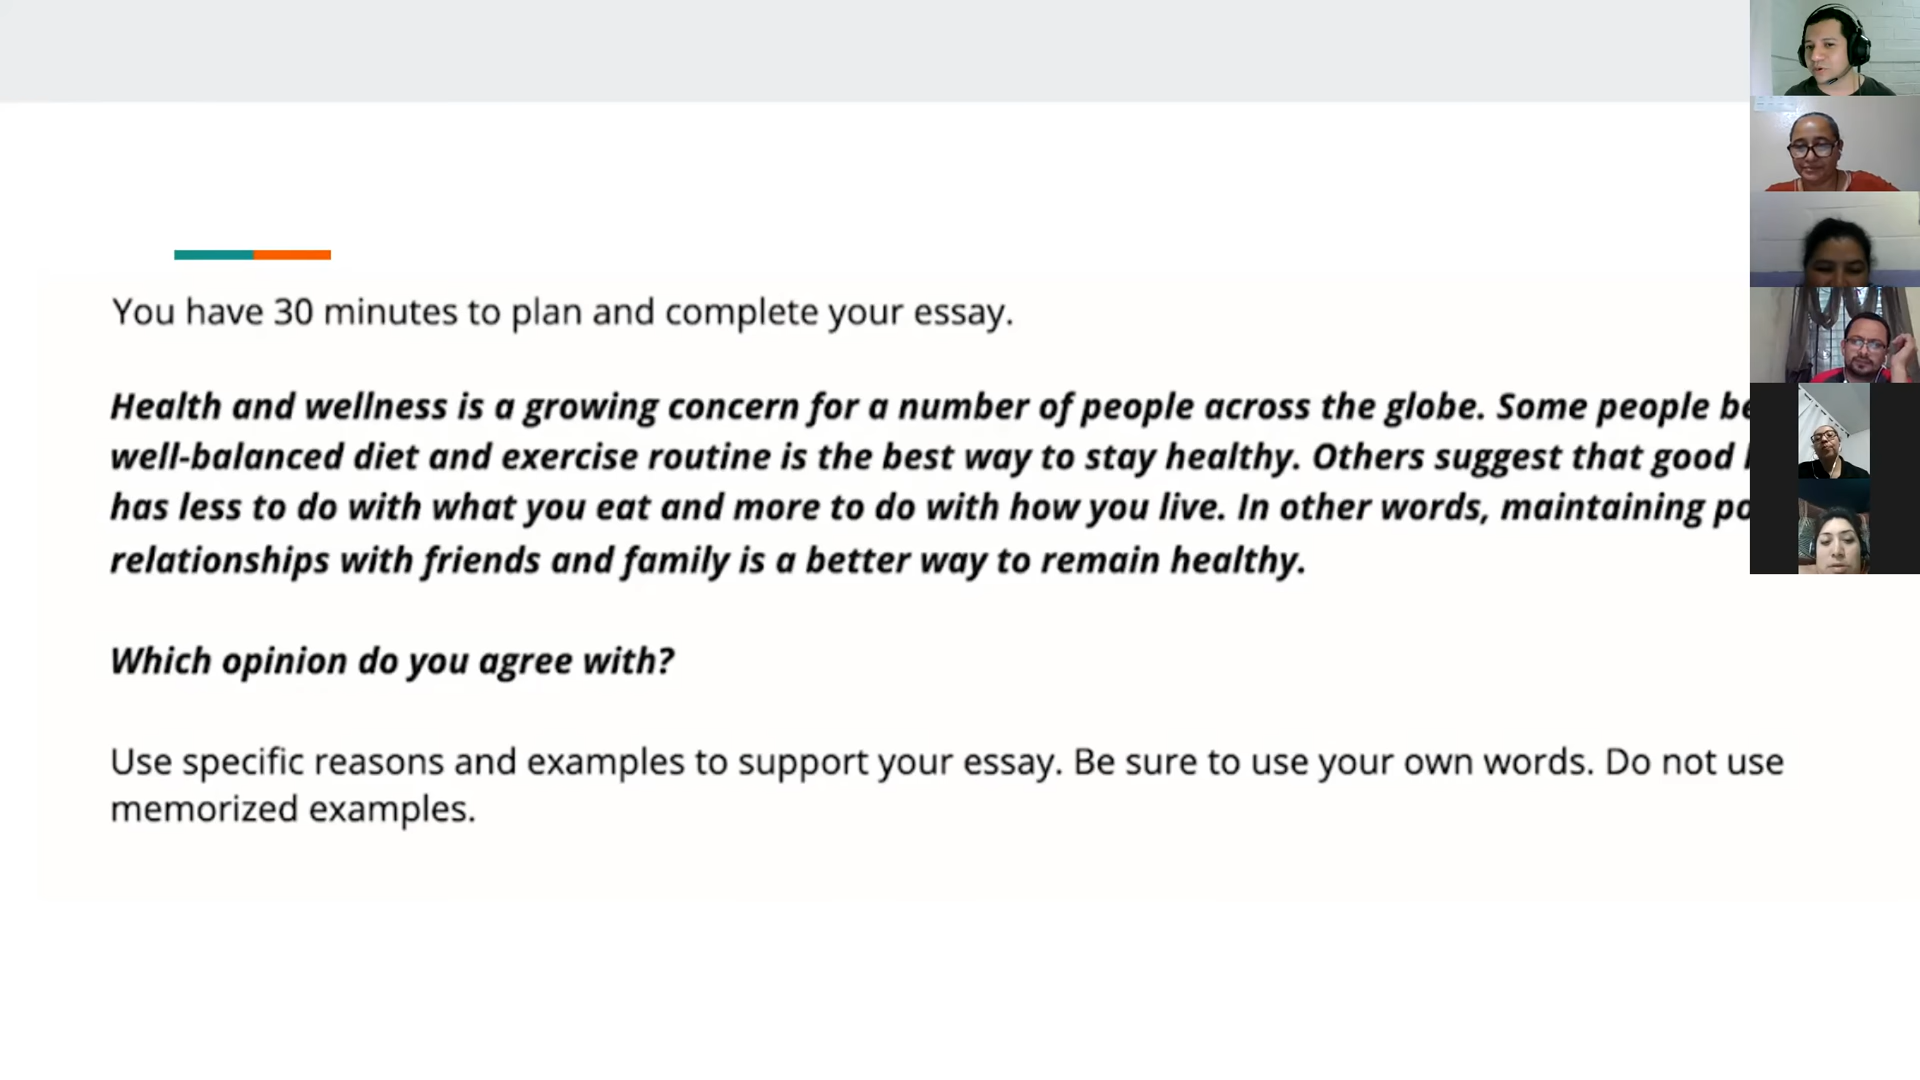 You have 30 minutes to plan and complete your essay.
Health and wellness is a growing concern for a number of people across the globe. Some people
well-balanced diet and exercise routine is the best way to stay healthy. Others suggest that good
has less to do with what you eat and more to do with how you live. In other words, maintaining
relationships with friends and family is a better way to remain healthy.
Which opinion do you agree with?
Use specific reasons and examples to support your essay. Be sure to use your own words. Do not use
memorized examples.